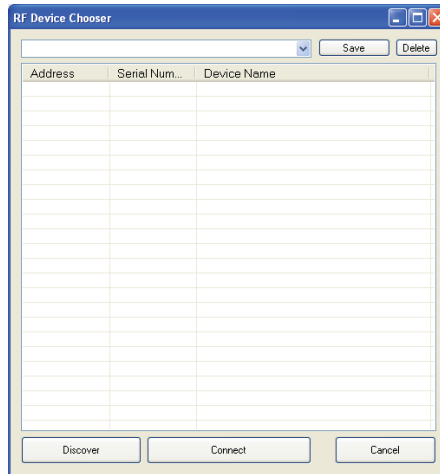 RF Device Chooser
Save Delete
Address Serial Num... Device Name
Discover Connect Cancel